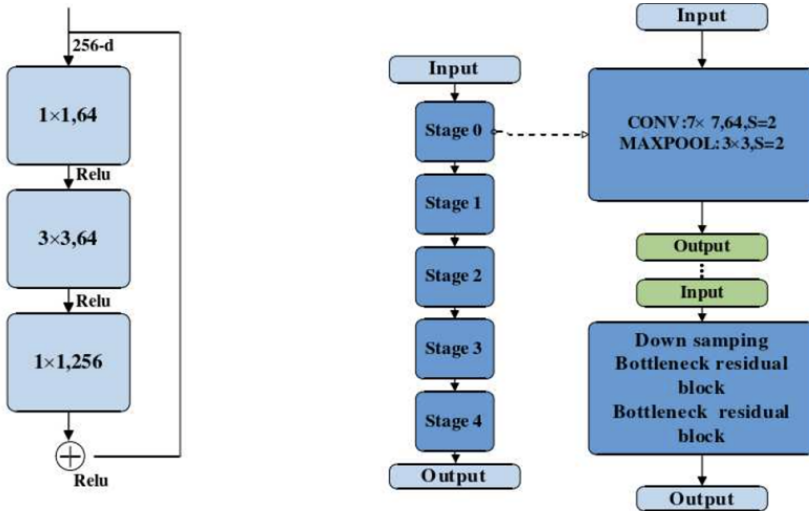 256-d
1×1,64
Relu
3×3,64
Relu
1×1,256
Relu
Input
Stage 0
Stage 1
Stage 2
Stage 3
Stage 4
Output
Input
CONV:7× 7,64,S=2
MAXPOOL:3×3,S=2
Output
Input
Down sampling
Bottleneck residual
block
Bottleneck residual
block
Output